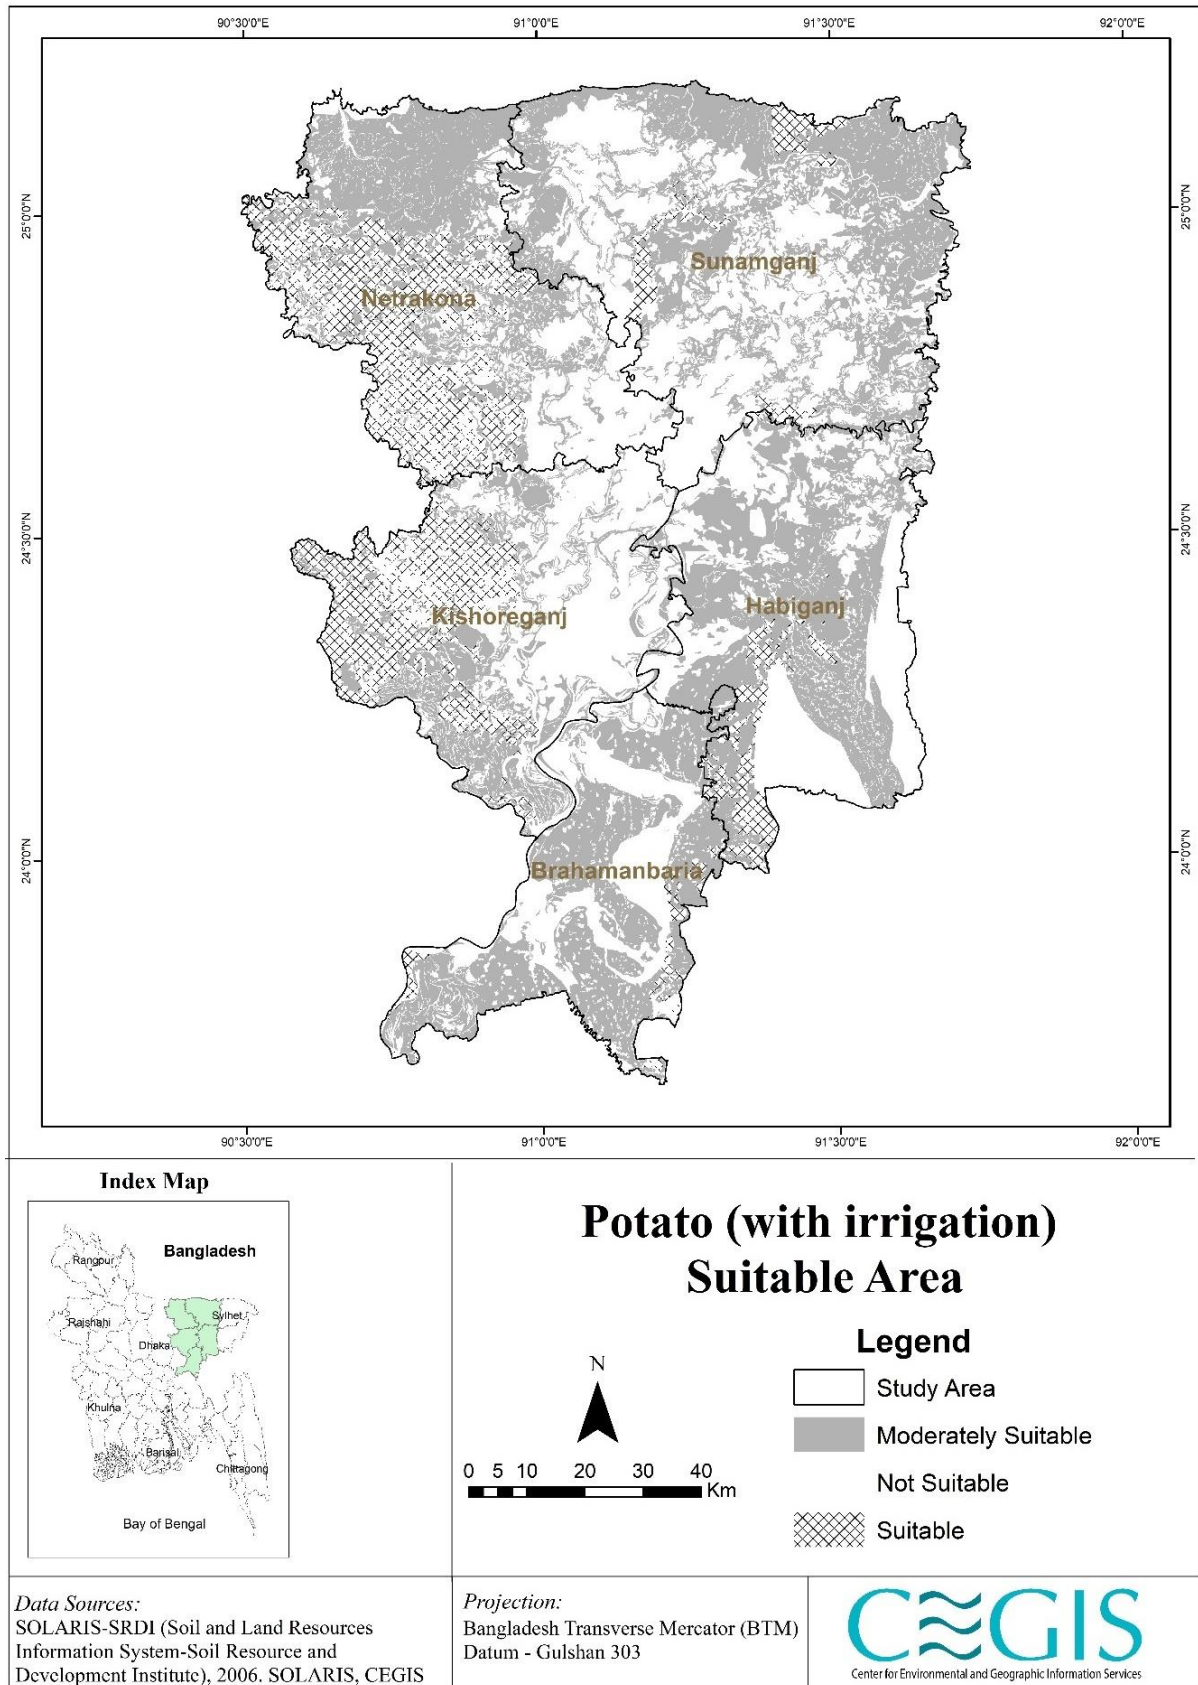 90°30'0"E
91°0'0"E
91°30'0"E
92°0'0"E
25°0'0"N
25°0'0"N
Sunamganj
Netrakona
24°30'0"N
24°30'0"N
Habiganj
Kishoreganj
24°0'0"N
24°0'0"N
Brahamanbaria
90°30'0"E
91°0'0"E
91°30'0"E
92°0'0"E
Index Map
Bangladesh
Rangpur
Rajshahi
Sylhet
Dhaka
Khulna
Barisal
Chittagong
Bay of Bengal
Potato (with irrigation)
Suitable Area
N
0 5 10 20 30 40
Km
Legend
Study Area
Moderately Suitable
Not Suitable
Suitable
Data Sources:
SOLARIS-SRDI (Soil and Land Resources
Information System-Soil Resource and
Development Institute), 2006. SOLARIS, CEGIS
Projection:
Bangladesh Transverse Mercator (BTM)
Datum - Gulshan 303
CEGIS
Center for Environmental and Geographic Information Services